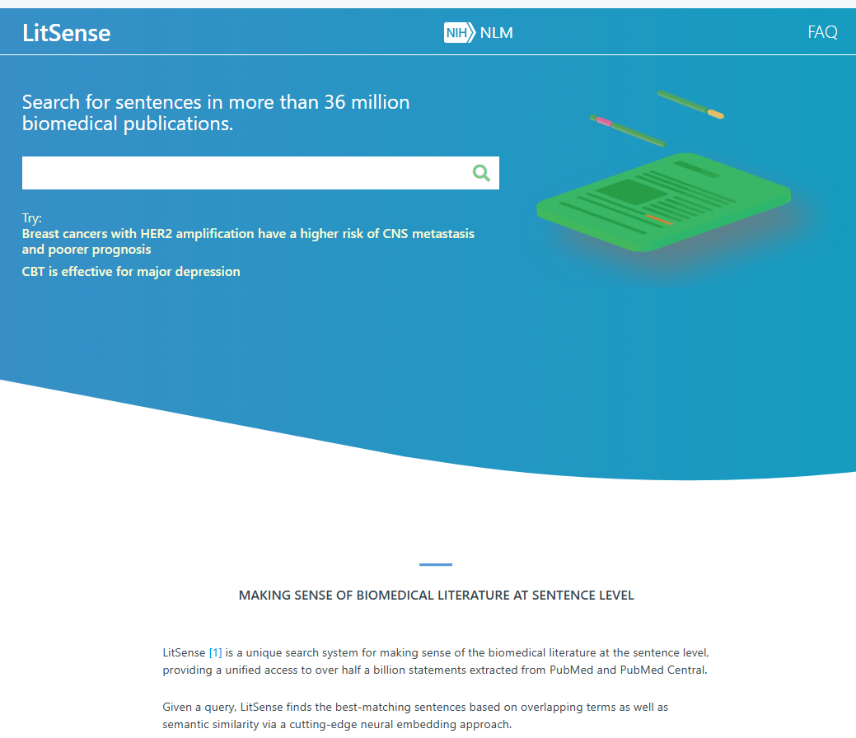 LitSense
NIH NLM
FAQ
Search for sentences in more than 36 million
biomedical publications.
Try:
Breast cancers with HER2 amplification have a higher risk of CNS metastasis
and poorer prognosis
CBT is effective for major depression
MAKING SENSE OF BIOMEDICAL LITERATURE AT SENTENCE LEVEL
LitSense [1] is a unique search system for making sense of the biomedical literature at the sentence level,
providing a unified access to over half a billion statements extracted from PubMed and PubMed Central.
Given a query, LitSense finds the best-matching sentences based on overlapping terms as well as
semantic similarity via a cutting-edge neural embedding approach.